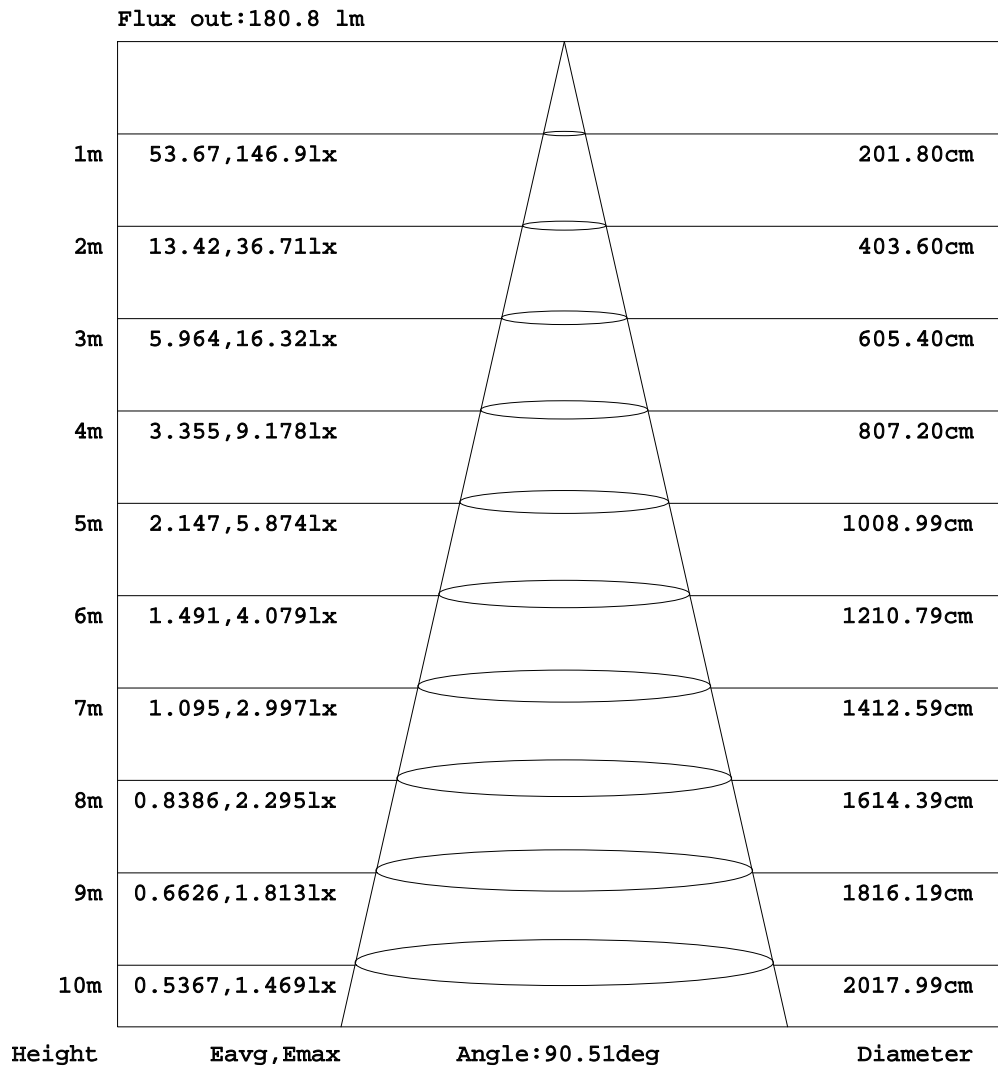 Flux out:180.8 lm
1m 53.67,146.9lx 201.80cm
2m 13.42,36.71lx 403.60cm
3m 5.964,16.32lx 605.40cm
4m 3.355,9.178lx 807.20cm
5m 2.147,5.874lx 1008.99cm
6m 1.491,4.079lx 1210.79cm
7m 1.095,2.997lx 1412.59cm
8m 0.8386,2.295lx 1614.39cm
9m 0.6626,1.813lx 1816.19cm
10m 0.5367,1.469lx 2017.99cm
Height Eavg,Emax Angle:90.51deg Diameter